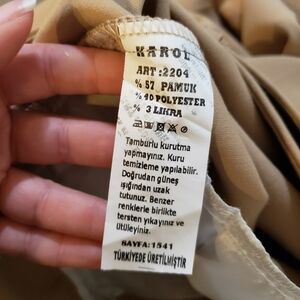 KAROL
ART:2204
% 57 PAMUK
% 40 POLYESTER
% 3 LIKRA
Tamburlu kurutma
yapmayınız. Kuru
temizleme yapılabilir.
Doğrudan güneş
ışığından uzak
tutunuz. Benzer
renklerle birlikte
tersten yıkayınız ve
ütüleyiniz.
SAYFA:1541
TÜRKİYEDE ÜRETİLMİŞTİR